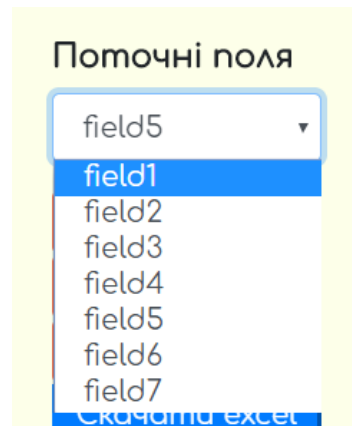 Поточні поля
field5
field1
field2
field3
field4
field5
field6
field7
Скачати excel